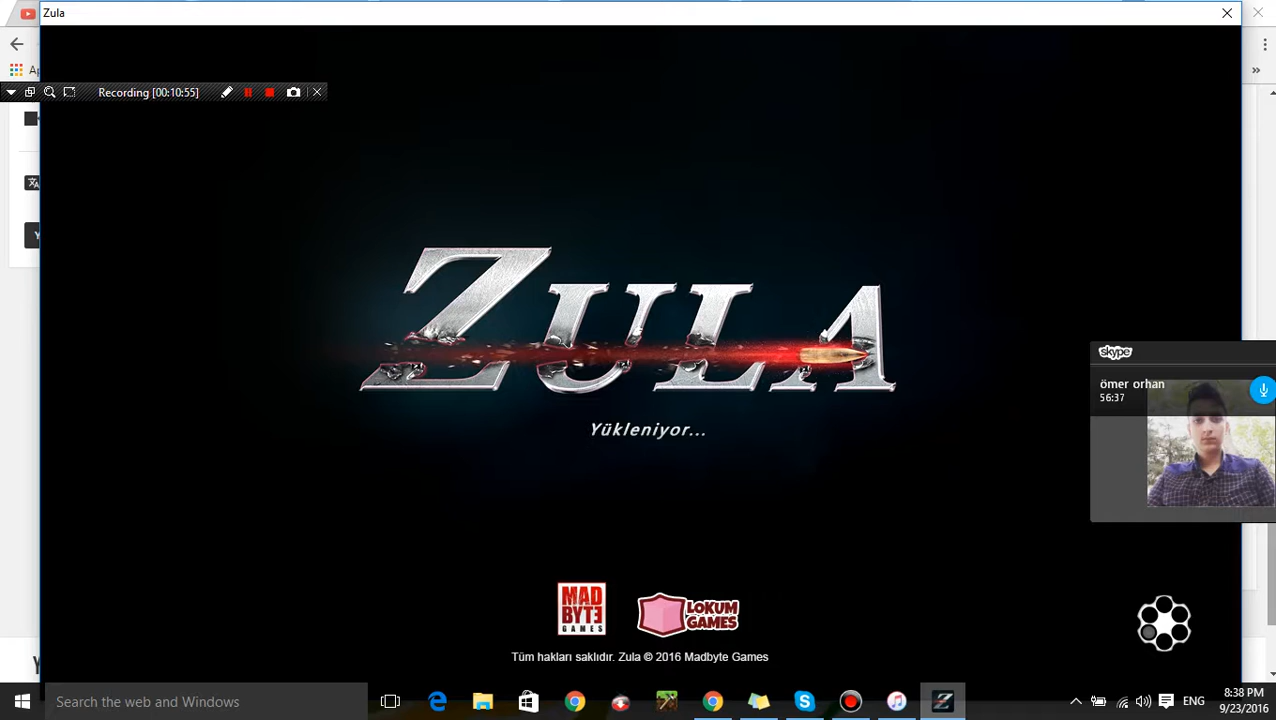 Zula
Recording [00:10:55]
ZULA
Yükleniyor...
skype
ömer orhan
56:37
MAD
BYTE
GAMES
LOKUM
GAMES
Tüm hakları saklıdır. Zula © 2016 Madbyte Games
Search the web and Windows
ENG
8:38 PM
9/23/2016